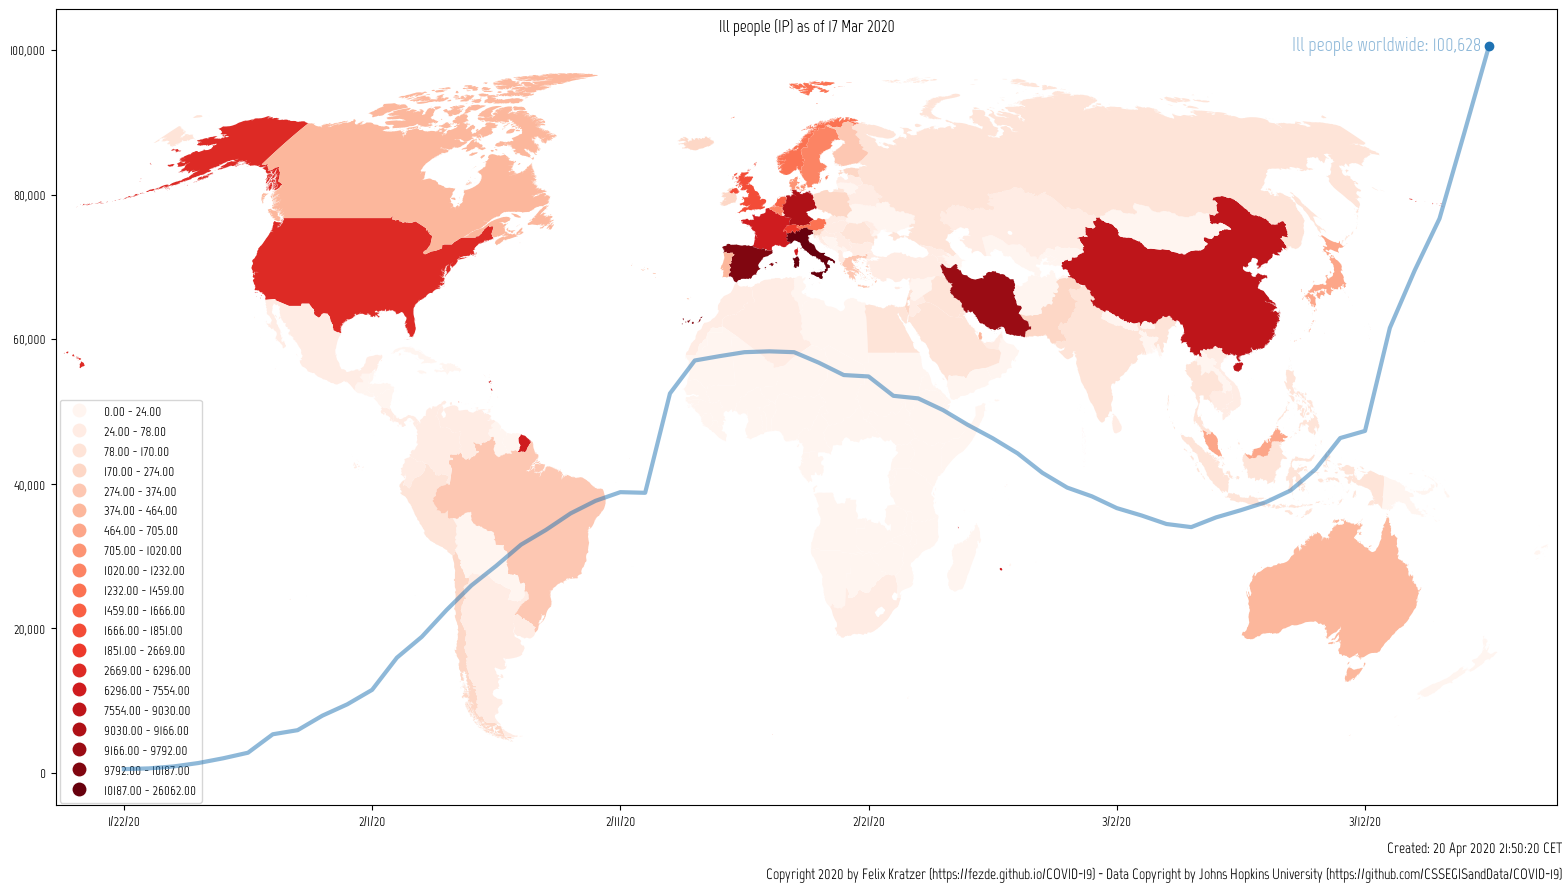 Ill people (IP) as of 17 Mar 2020
Ill people worldwide: 100,628
100,000
80,000
60,000
40,000
20,000
0
0.00 - 24.00
24.00 - 78.00
78.00 - 170.00
170.00 - 274.00
274.00 - 374.00
374.00 - 464.00
464.00 - 705.00
705.00 - 1020.00
1020.00 - 1232.00
1232.00 - 1459.00
1459.00 - 1666.00
1666.00 - 1851.00
1851.00 - 2669.00
2669.00 - 6296.00
6296.00 - 7554.00
7554.00 - 9030.00
9030.00 - 9166.00
9166.00 - 9792.00
9792.00 - 10187.00
10187.00 - 26062.00
1/22/20 2/1/20 2/11/20 2/21/20 3/2/20 3/12/20
Created: 20 Apr 2020 21:50:20 CET
Copyright 2020 by Felix Kratzer (https://fezde.github.io/COVID-19) - Data Copyright by Johns Hopkins University (https://github.com/CSSEGISandData/COVID-19)